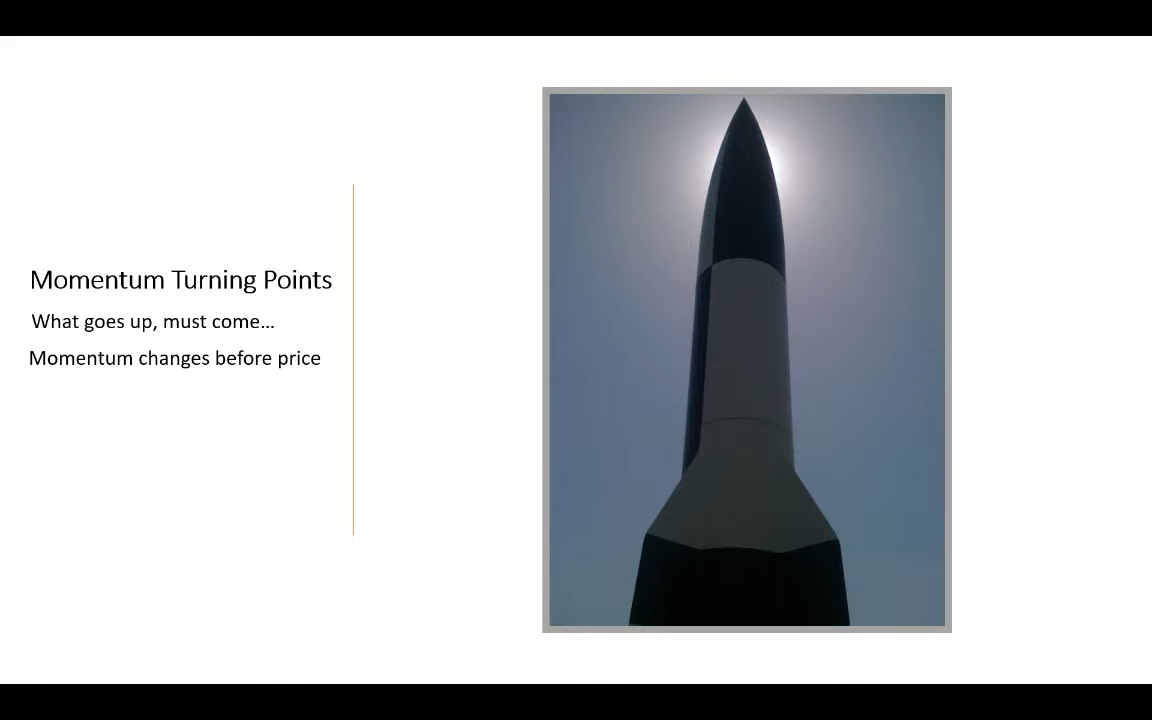 Momentum Turning Points
What goes up, must come…
Momentum changes before price